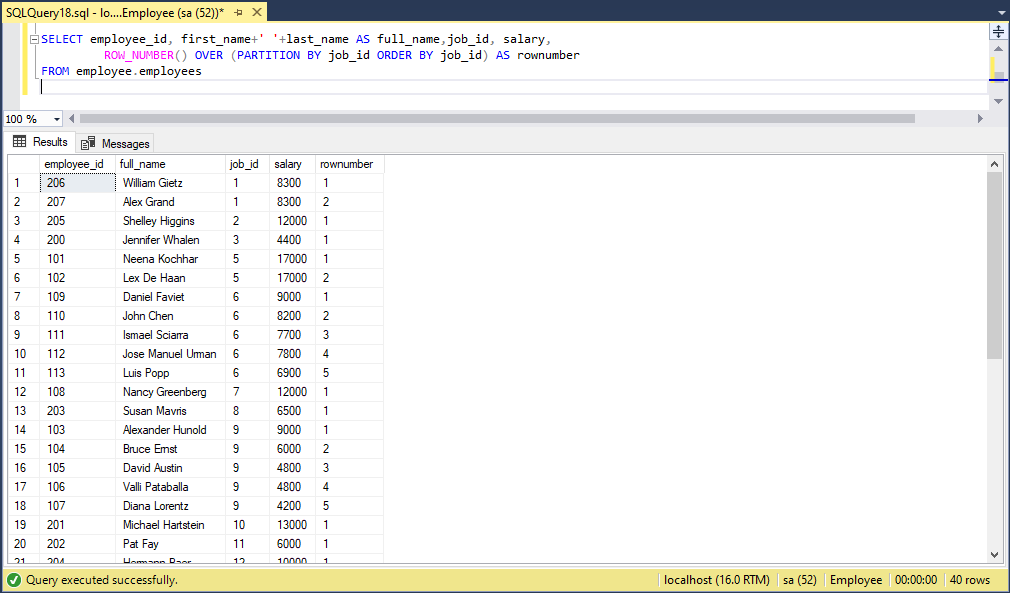 SQLQuery18.sql - lo....Employee (sa (52))*
SELECT employee_id, first_name+' '+last_name AS full_name,job_id, salary,
ROW_NUMBER() OVER (PARTITION BY job_id ORDER BY job_id) AS rownumber
FROM employee.employees
100 %
Results Messages
employee_id full_name job_id salary rownumber
1 206 William Gietz 1 8300 1
2 207 Alex Grand 1 8300 2
3 205 Shelley Higgins 2 12000 1
4 200 Jennifer Whalen 3 4400 1
5 101 Neena Kochhar 5 17000 1
6 102 Lex De Haan 5 17000 2
7 109 Daniel Faviet 6 9000 1
8 110 John Chen 6 8200 2
9 111 Ismael Sciarra 6 7700 3
10 112 Jose Manuel Urman 6 7800 4
11 113 Luis Popp 6 6900 5
12 108 Nancy Greenberg 7 12000 1
13 203 Susan Mavris 8 6500 1
14 103 Alexander Hunold 9 9000 1
15 104 Bruce Ernst 9 6000 2
16 105 David Austin 9 4800 3
17 106 Valli Pataballa 9 4800 4
18 107 Diana Lorentz 9 4200 5
19 201 Michael Hartstein 10 13000 1
20 202 Pat Fay 11 6000 1
21 204 Hermann Baer 12 10000 1
Query executed successfully. localhost (16.0 RTM) sa (52) Employee 00:00:00 40 rows